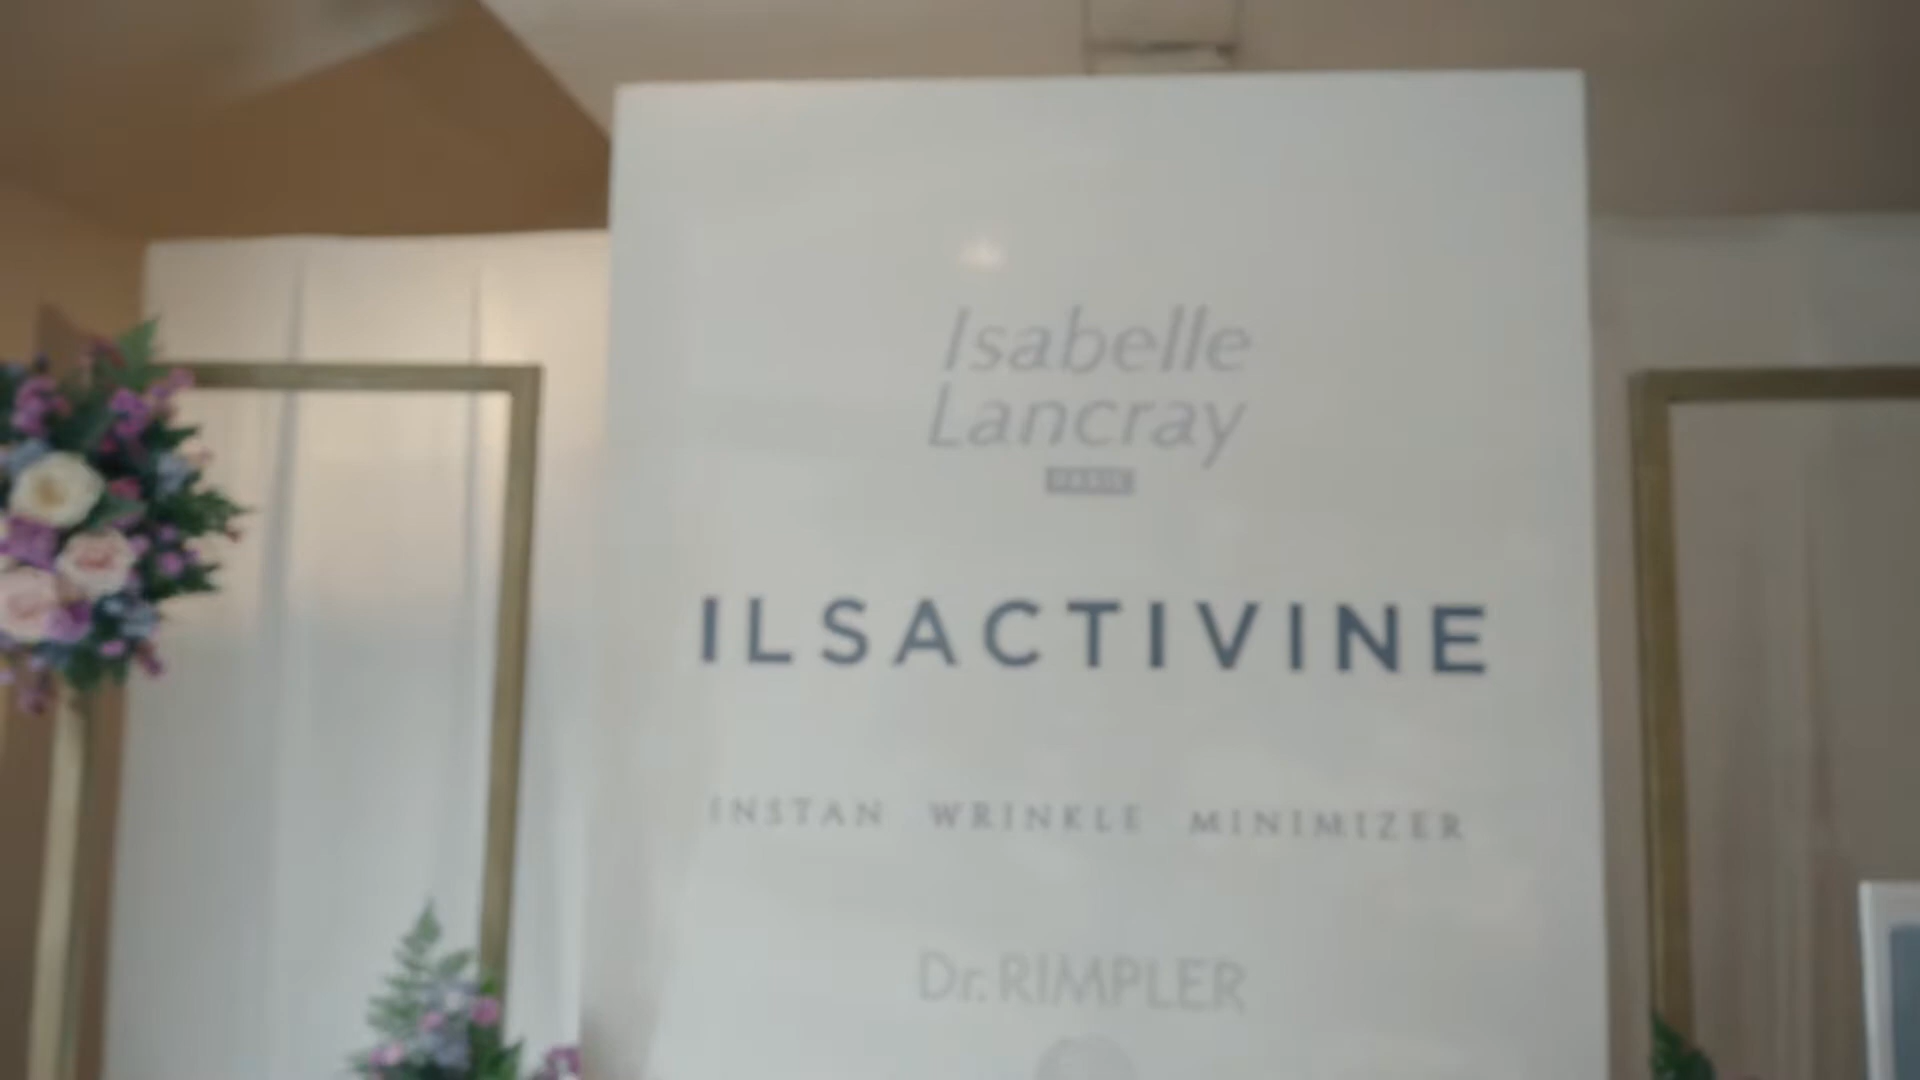 Isabelle
Lancray
ILSACTIVINE
INSTAN WRINKLE MINIMIZER
Dr. RIMPLER